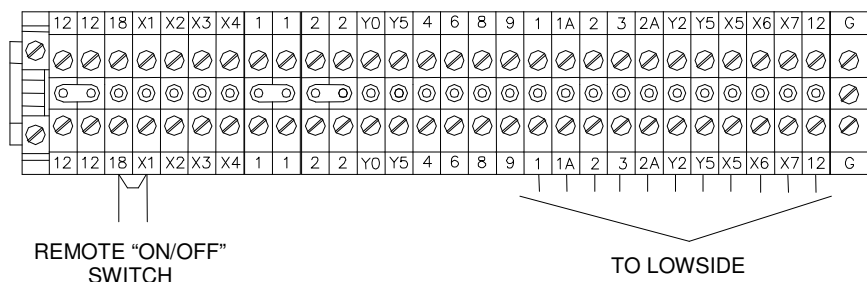 12 12 18 X1 X2 X3 X4 1 1 2 2 Y0 Y5 4 6 8 9 1 1A 2 3 2A Y2 Y5 X5 X6 X7 12 G
12 12 18 X1 X2 X3 X4 1 1 2 2 Y0 Y5 4 6 8 9 1 1A 2 3 2A Y2 Y5 X5 X6 X7 12 G
REMOTE “ON/OFF”
SWITCH
TO LOWSIDE